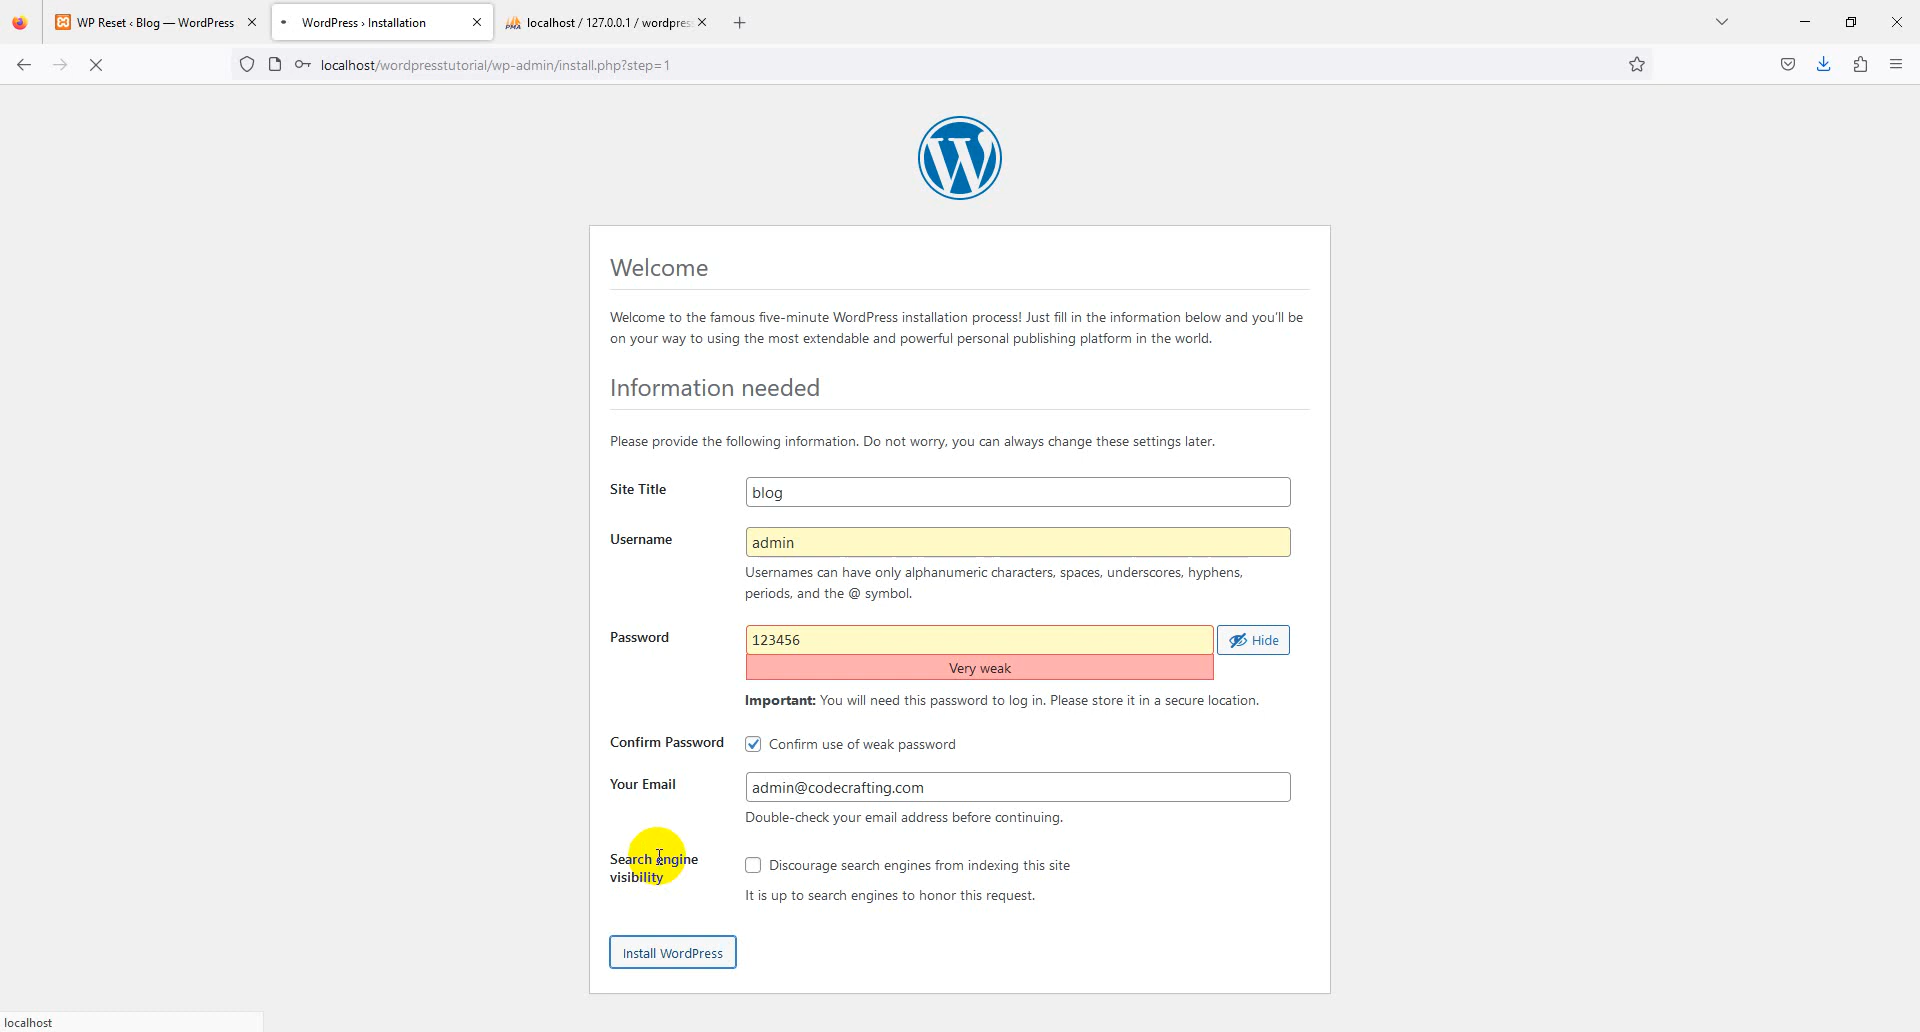 WP Reset ‹ Blog — WordPress
WordPress › Installation
localhost / 127.0.0.1 / wordpres
localhost/wordpresstutorial/wp-admin/install.php?step=1
Welcome
Welcome to the famous five-minute WordPress installation process! Just fill in the information below and you'll be
on your way to using the most extendable and powerful personal publishing platform in the world.
Information needed
Please provide the following information. Do not worry, you can always change these settings later.
Site Title
blog
Username
admin
Usernames can have only alphanumeric characters, spaces, underscores, hyphens,
periods, and the @ symbol.
Password
123456
Hide
Very weak
Important: You will need this password to log in. Please store it in a secure location.
Confirm Password
Confirm use of weak password
Your Email
admin@codecrafting.com
Double-check your email address before continuing.
Search engine
visibility
Discourage search engines from indexing this site
It is up to search engines to honor this request.
Install WordPress
localhost